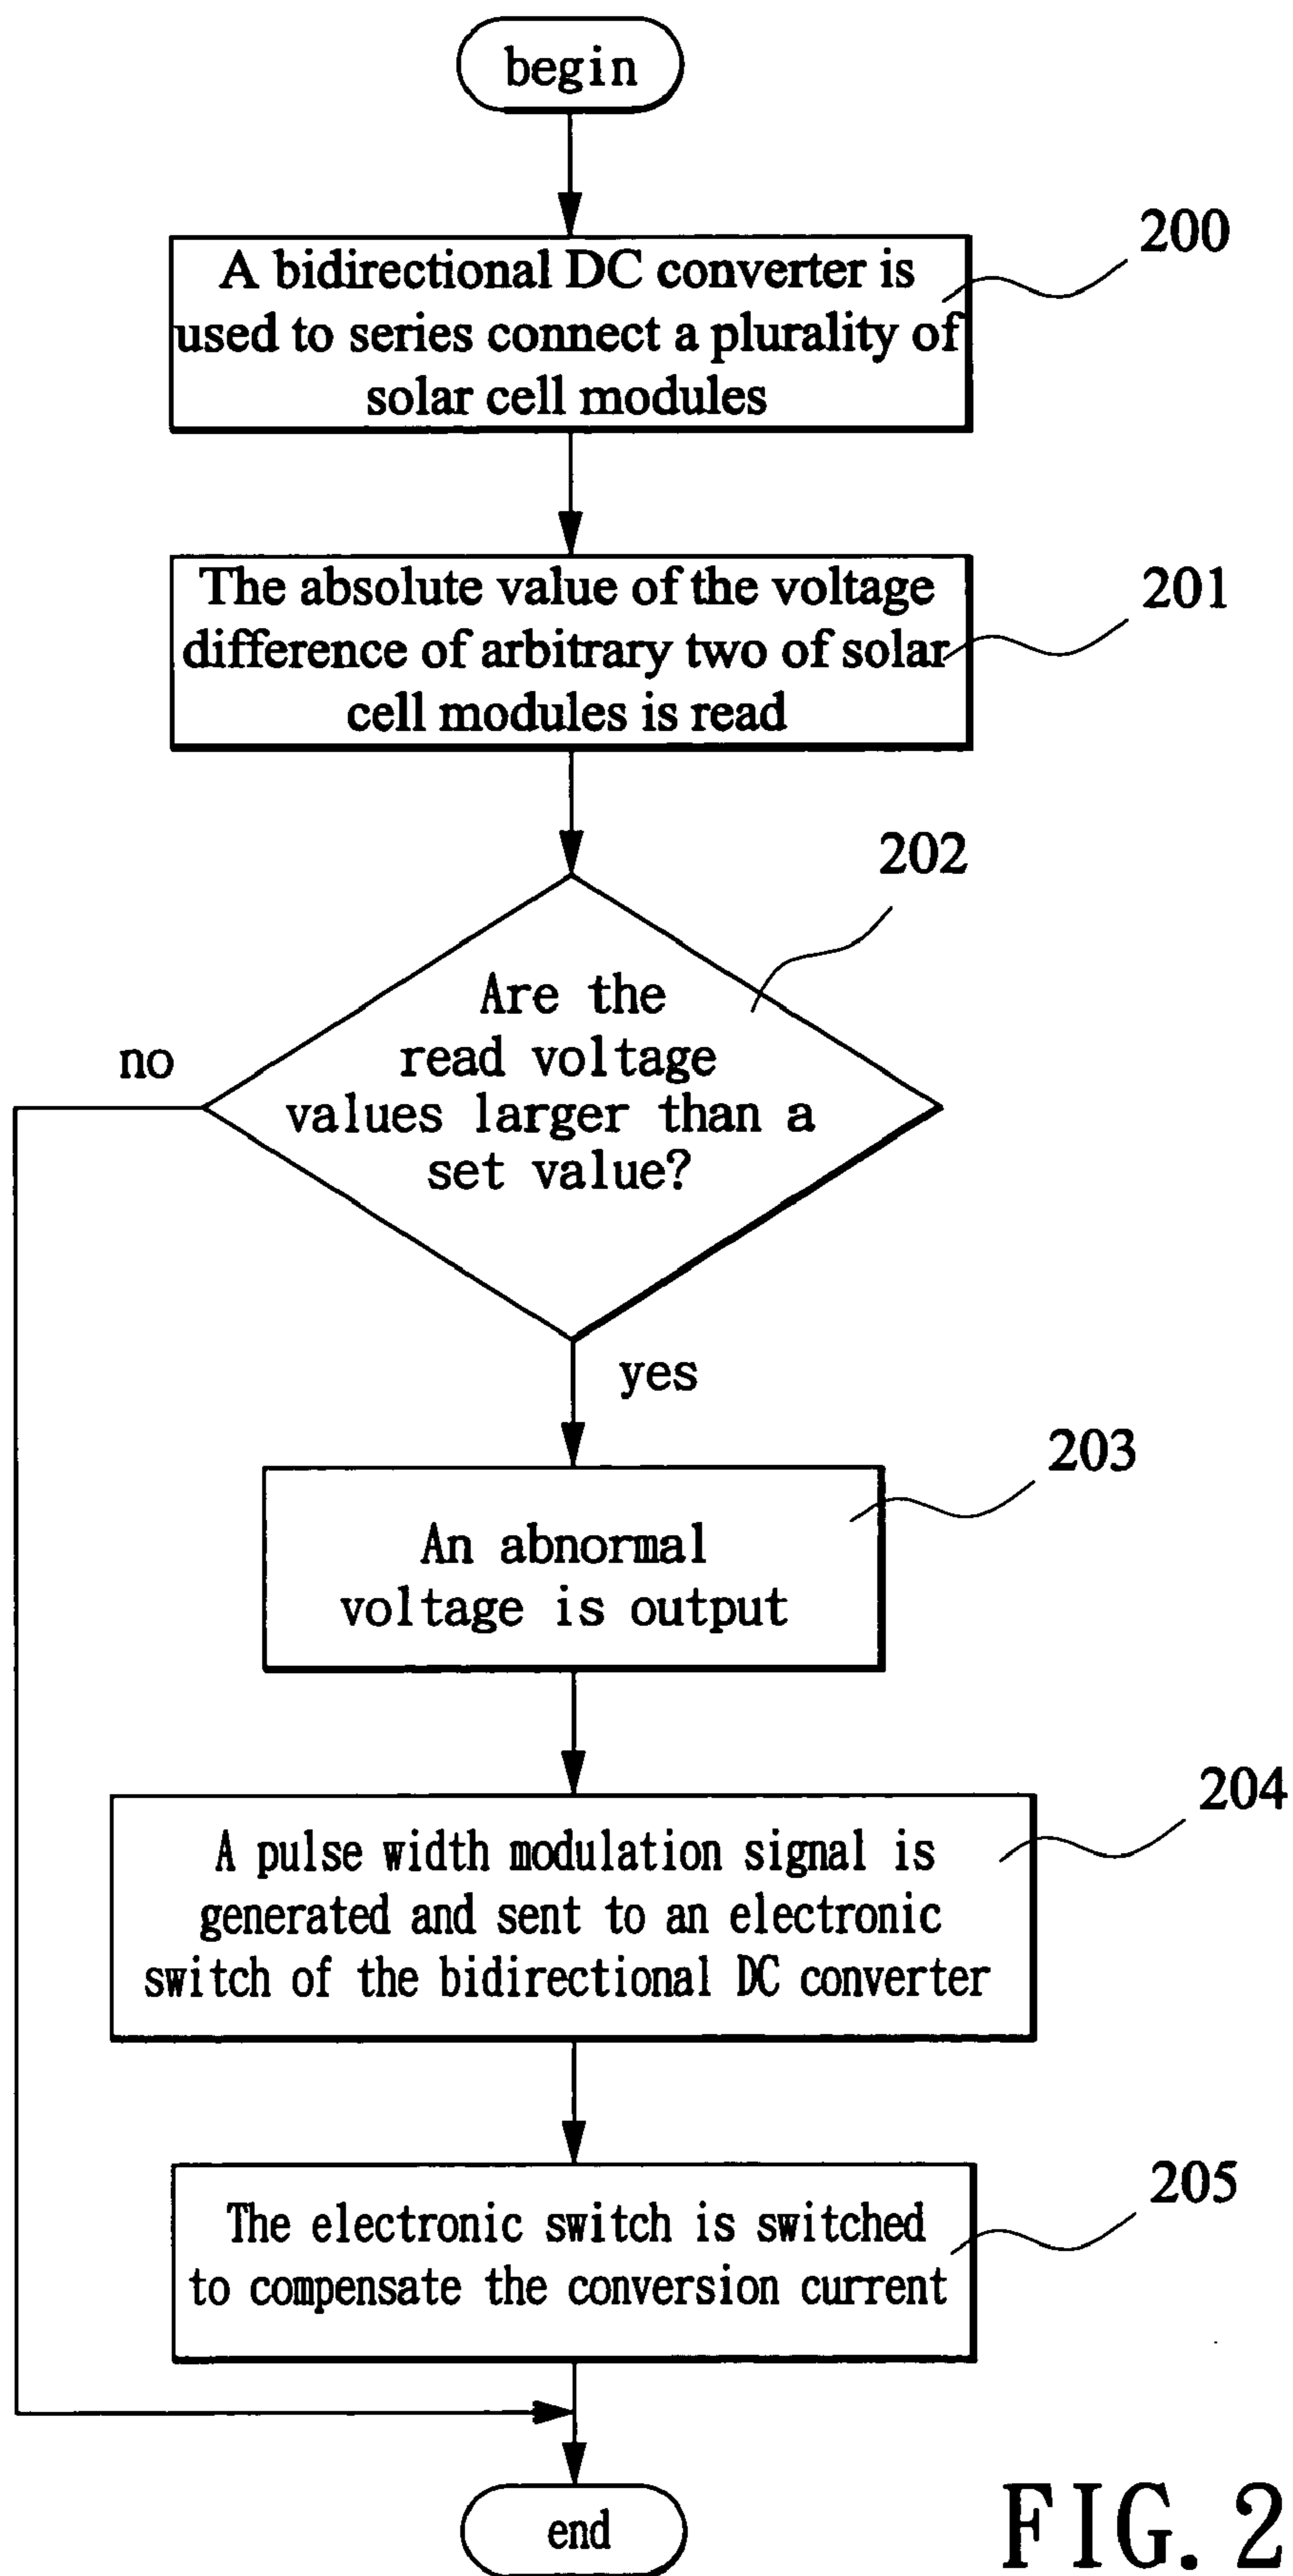 begin
200
A bidirectional DC converter is
used to series connect a plurality of
solar cell modules
201
The absolute value of the voltage
difference of arbitrary two of solar
cell modules is read
202
Are the
read voltage
values larger than a
set value?
no
yes
203
An abnormal
voltage is output
204
A pulse width modulation signal is
generated and sent to an electronic
switch of the bidirectional DC converter
205
The electronic switch is switched
to compensate the conversion current
end
FIG. 2